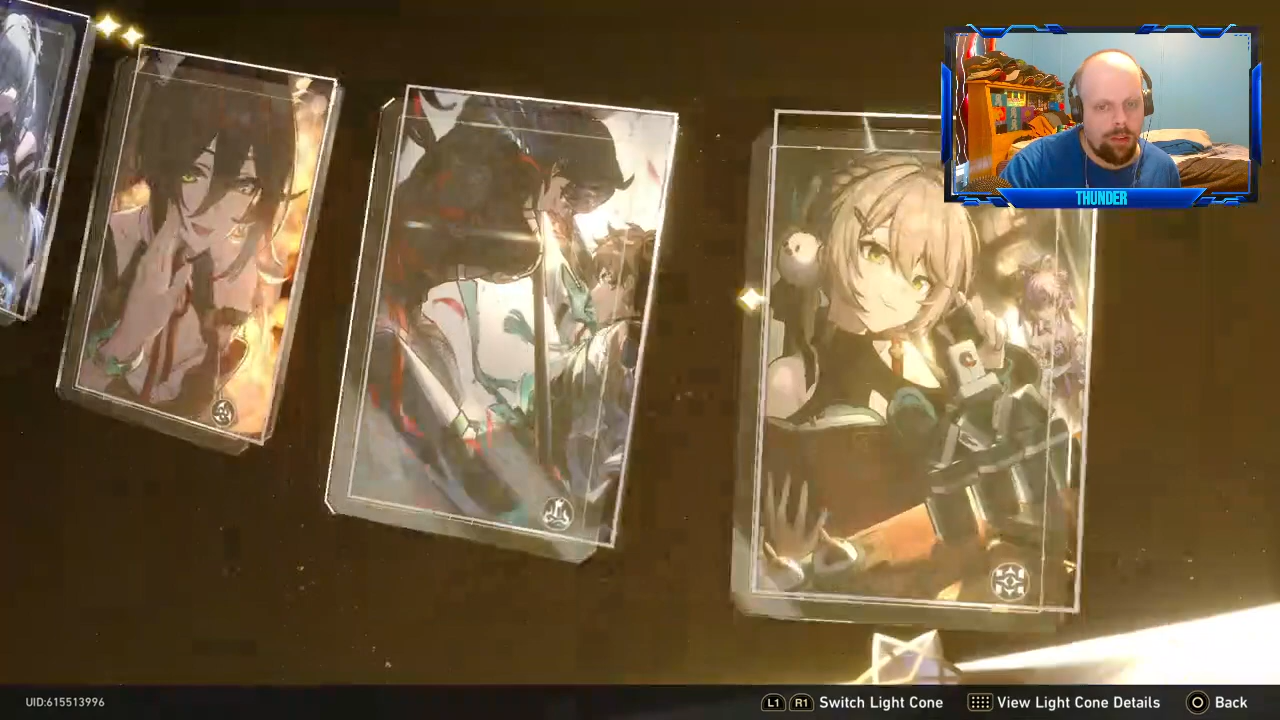 THUNDER
UID:615513996
L1 R1 Switch Light Cone View Light Cone Details Back